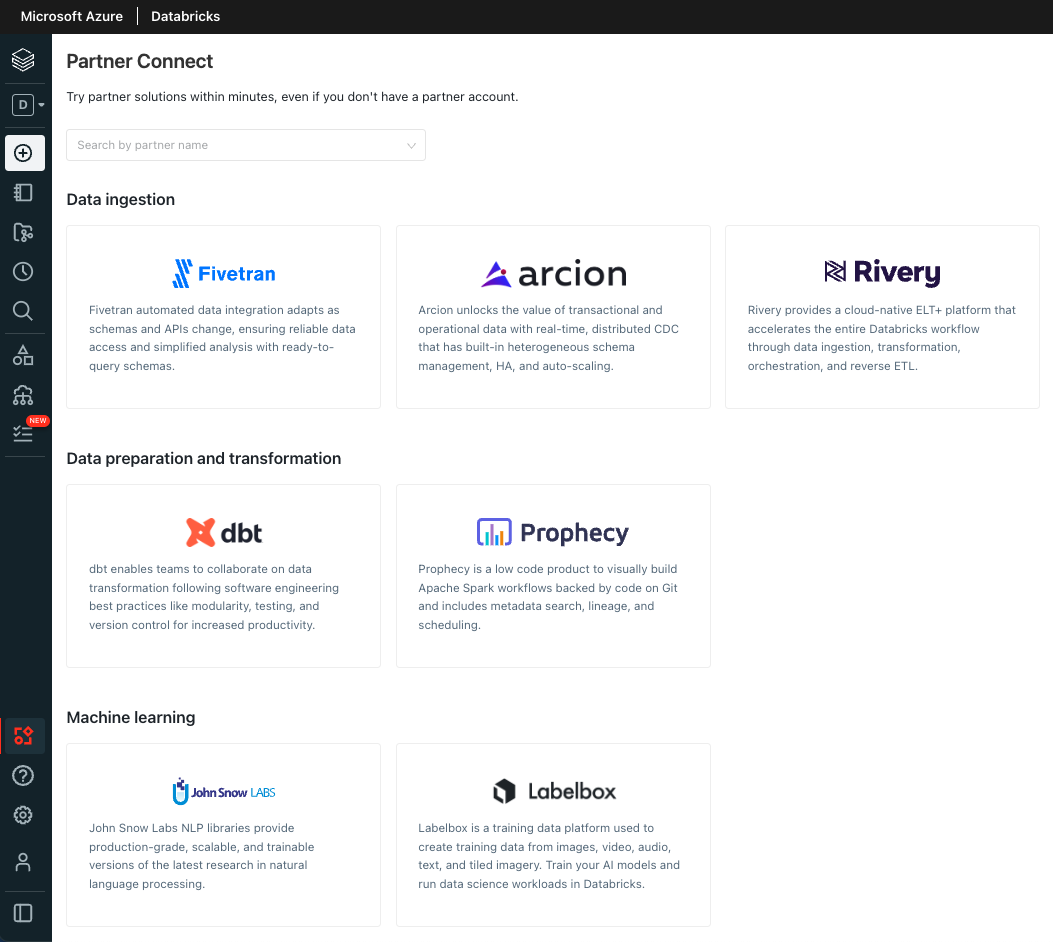 Microsoft Azure | Databricks
Partner Connect
Try partner solutions within minutes, even if you don't have a partner account.
D
Search by partner name
Data ingestion
Fivetran
Fivetran automated data integration adapts as
schemas and APIs change, ensuring reliable data
access and simplified analysis with ready-to-
query schemas.
arcion
Arcion unlocks the value of transactional and
operational data with real-time, distributed CDC
that has built-in heterogeneous schema
management, HA, and auto-scaling.
Rivery
Rivery provides a cloud-native ELT+ platform that
accelerates the entire Databricks workflow
through data ingestion, transformation,
orchestration, and reverse ETL.
NEW
Data preparation and transformation
dbt
dbt enables teams to collaborate on data
transformation following software engineering
best practices like modularity, testing, and
version control for increased productivity.
Prophecy
Prophecy is a low code product to visually build
Apache Spark workflows backed by code on Git
and includes metadata search, lineage, and
scheduling.
Machine learning
John Snow LABS
John Snow Labs NLP libraries provide
production-grade, scalable, and trainable
versions of the latest research in natural
language processing.
Labelbox
Labelbox is a training data platform used to
create training data from images, video, audio,
text, and tiled imagery. Train your AI models and
run data science workloads in Databricks.